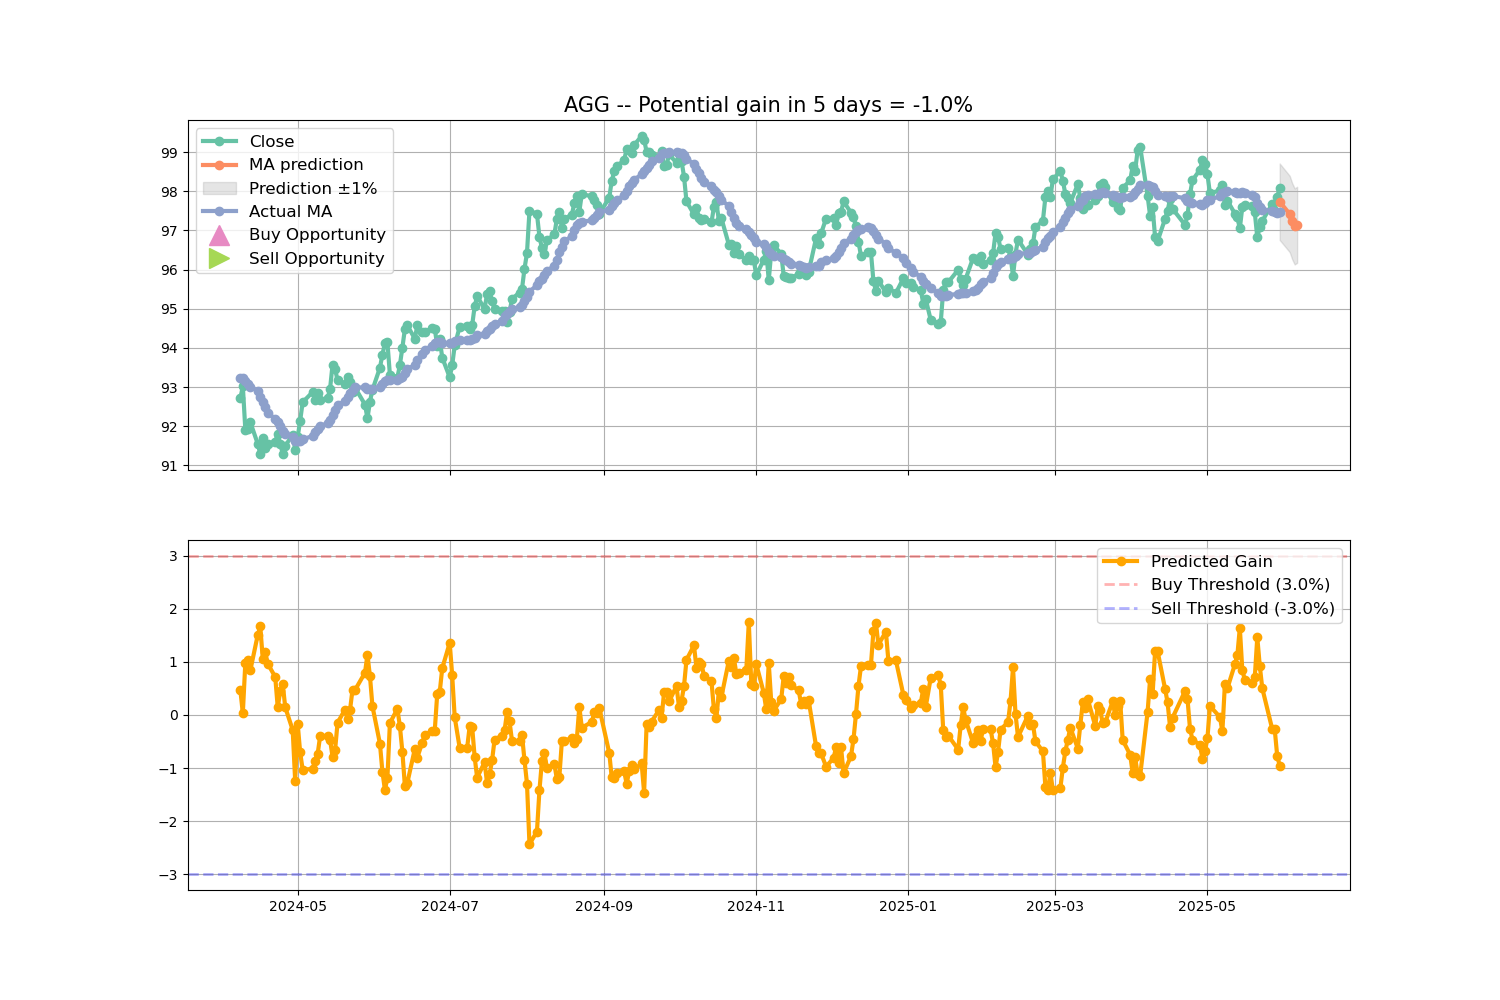 AGG -- Potential gain in 5 days = -1.0%
Close
MA prediction
Prediction ±1%
Actual MA
Buy Opportunity
Sell Opportunity
99
98
97
96
95
94
93
92
91
Predicted Gain
Buy Threshold (3.0%)
Sell Threshold (-3.0%)
3
2
1
0
−1
−2
−3
2024-05 2024-07 2024-09 2024-11 2025-01 2025-03 2025-05